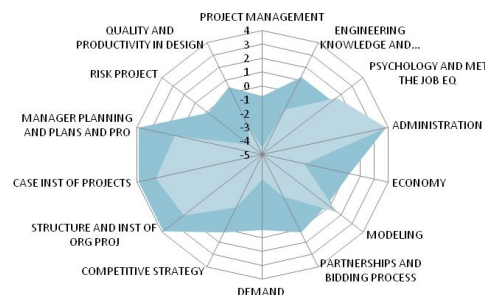 PROJECT MANAGEMENT
ENGINEERING
KNOWLEDGE AND...
PSYCHOLOGY AND MET
THE JOB EQ
ADMINISTRATION
ECONOMY
MODELING
PARTNERSHIPS AND
BIDDING PROCESS
DEMAND
COMPETITIVE STRATEGY
STRUCTURE AND INST OF
ORG PROJ
CASE INST OF PROJECTS
MANAGER PLANNING
AND PLANS AND PRO
RISK PROJECT
QUALITY AND
PRODUCTIVITY IN DESIGN
4
3
2
1
0
-1
-2
-3
-4
-5